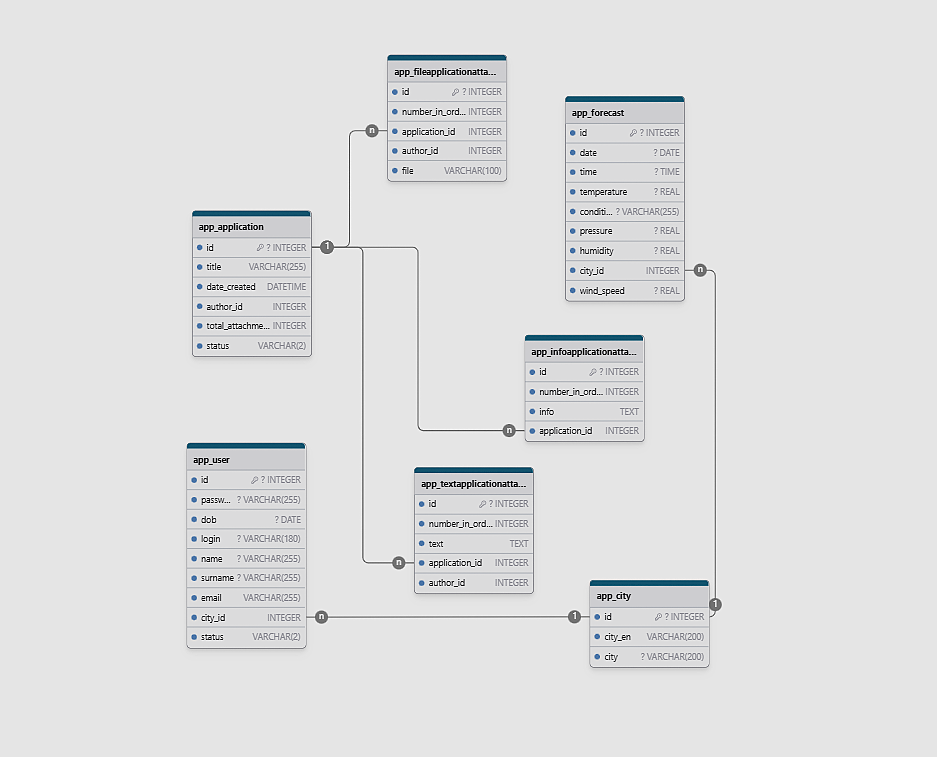 app_fileapplicationatta...
id ? INTEGER
number_in_ord... INTEGER
application_id INTEGER
author_id INTEGER
file VARCHAR(100)
app_forecast
id ? INTEGER
date ? DATE
time ? TIME
temperature ? REAL
conditi... ? VARCHAR(255)
pressure ? REAL
humidity ? REAL
city_id INTEGER
wind_speed ? REAL
app_application
id ? INTEGER
title VARCHAR(255)
date_created DATETIME
author_id INTEGER
total_attachme... INTEGER
status VARCHAR(2)
app_infoapplicationatta...
id ? INTEGER
number_in_ord... INTEGER
info TEXT
application_id INTEGER
app_user
id ? INTEGER
passw... ? VARCHAR(255)
dob ? DATE
login ? VARCHAR(180)
name ? VARCHAR(255)
surname ? VARCHAR(255)
email VARCHAR(255)
city_id INTEGER
status VARCHAR(2)
app_textapplicationatta...
id ? INTEGER
number_in_ord... INTEGER
text TEXT
application_id INTEGER
author_id INTEGER
app_city
id ? INTEGER
city_en VARCHAR(200)
city ? VARCHAR(200)
n
1
n
n
n
n
1
1